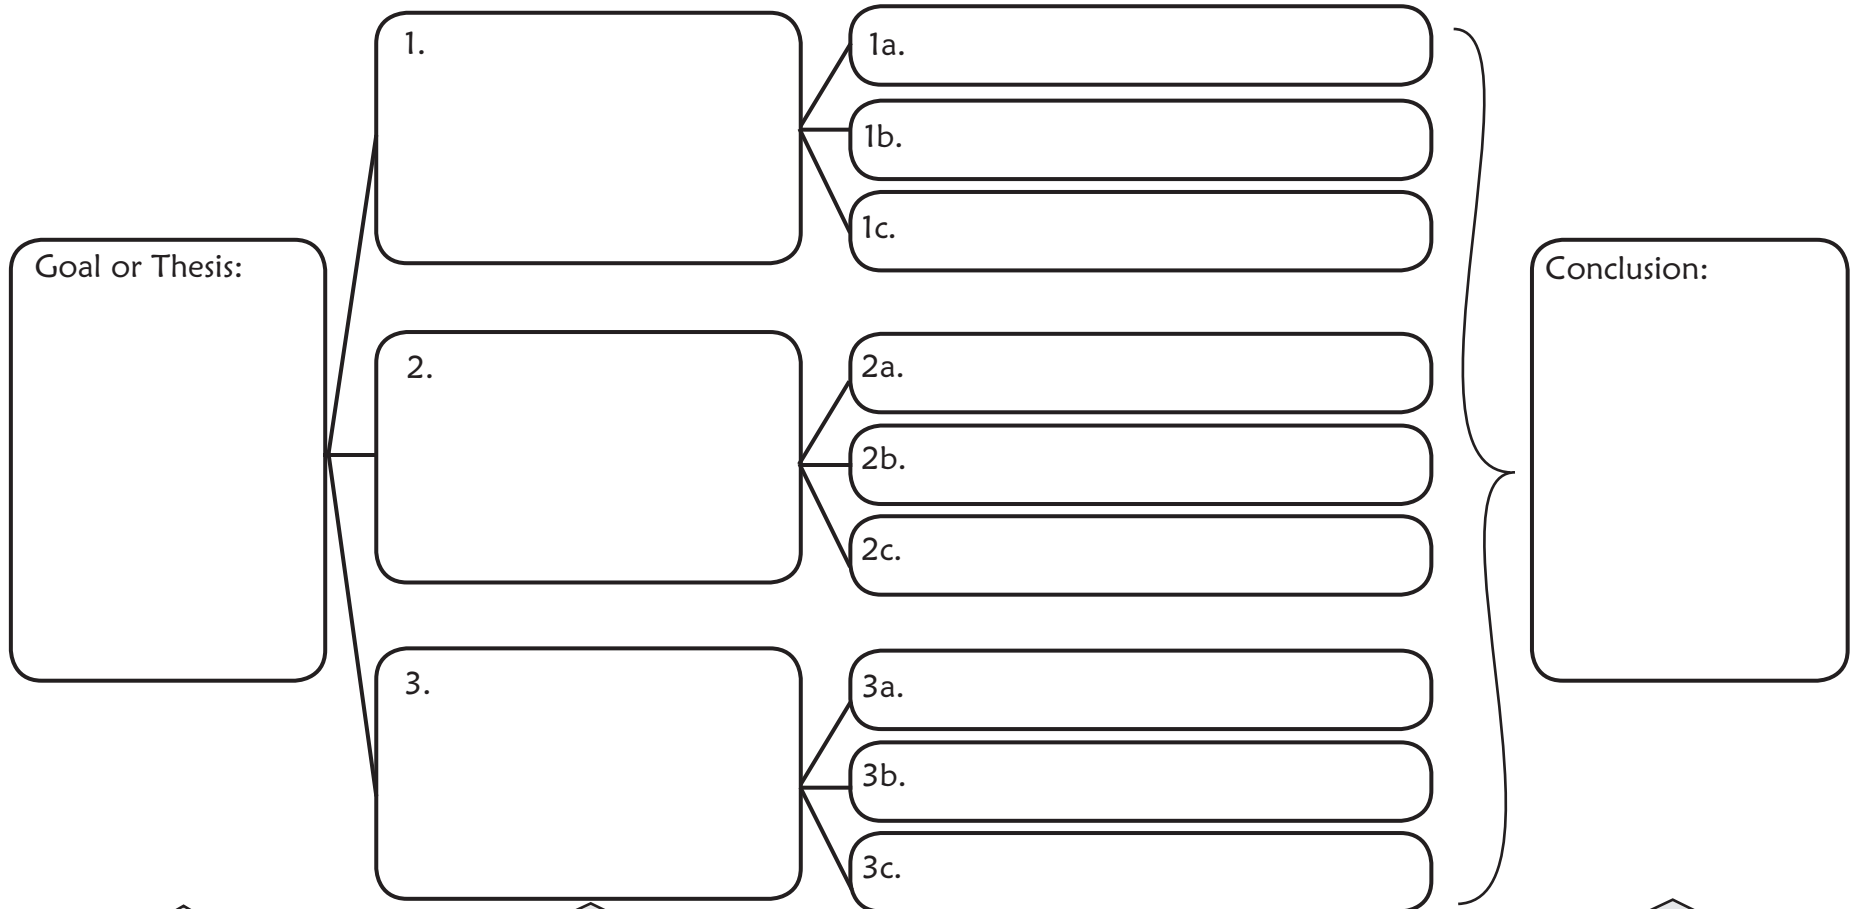 Goal or Thesis:
1.
1a.
1b.
1c.
2.
2a.
2b.
2c.
3.
3a.
3b.
3c.
Conclusion: